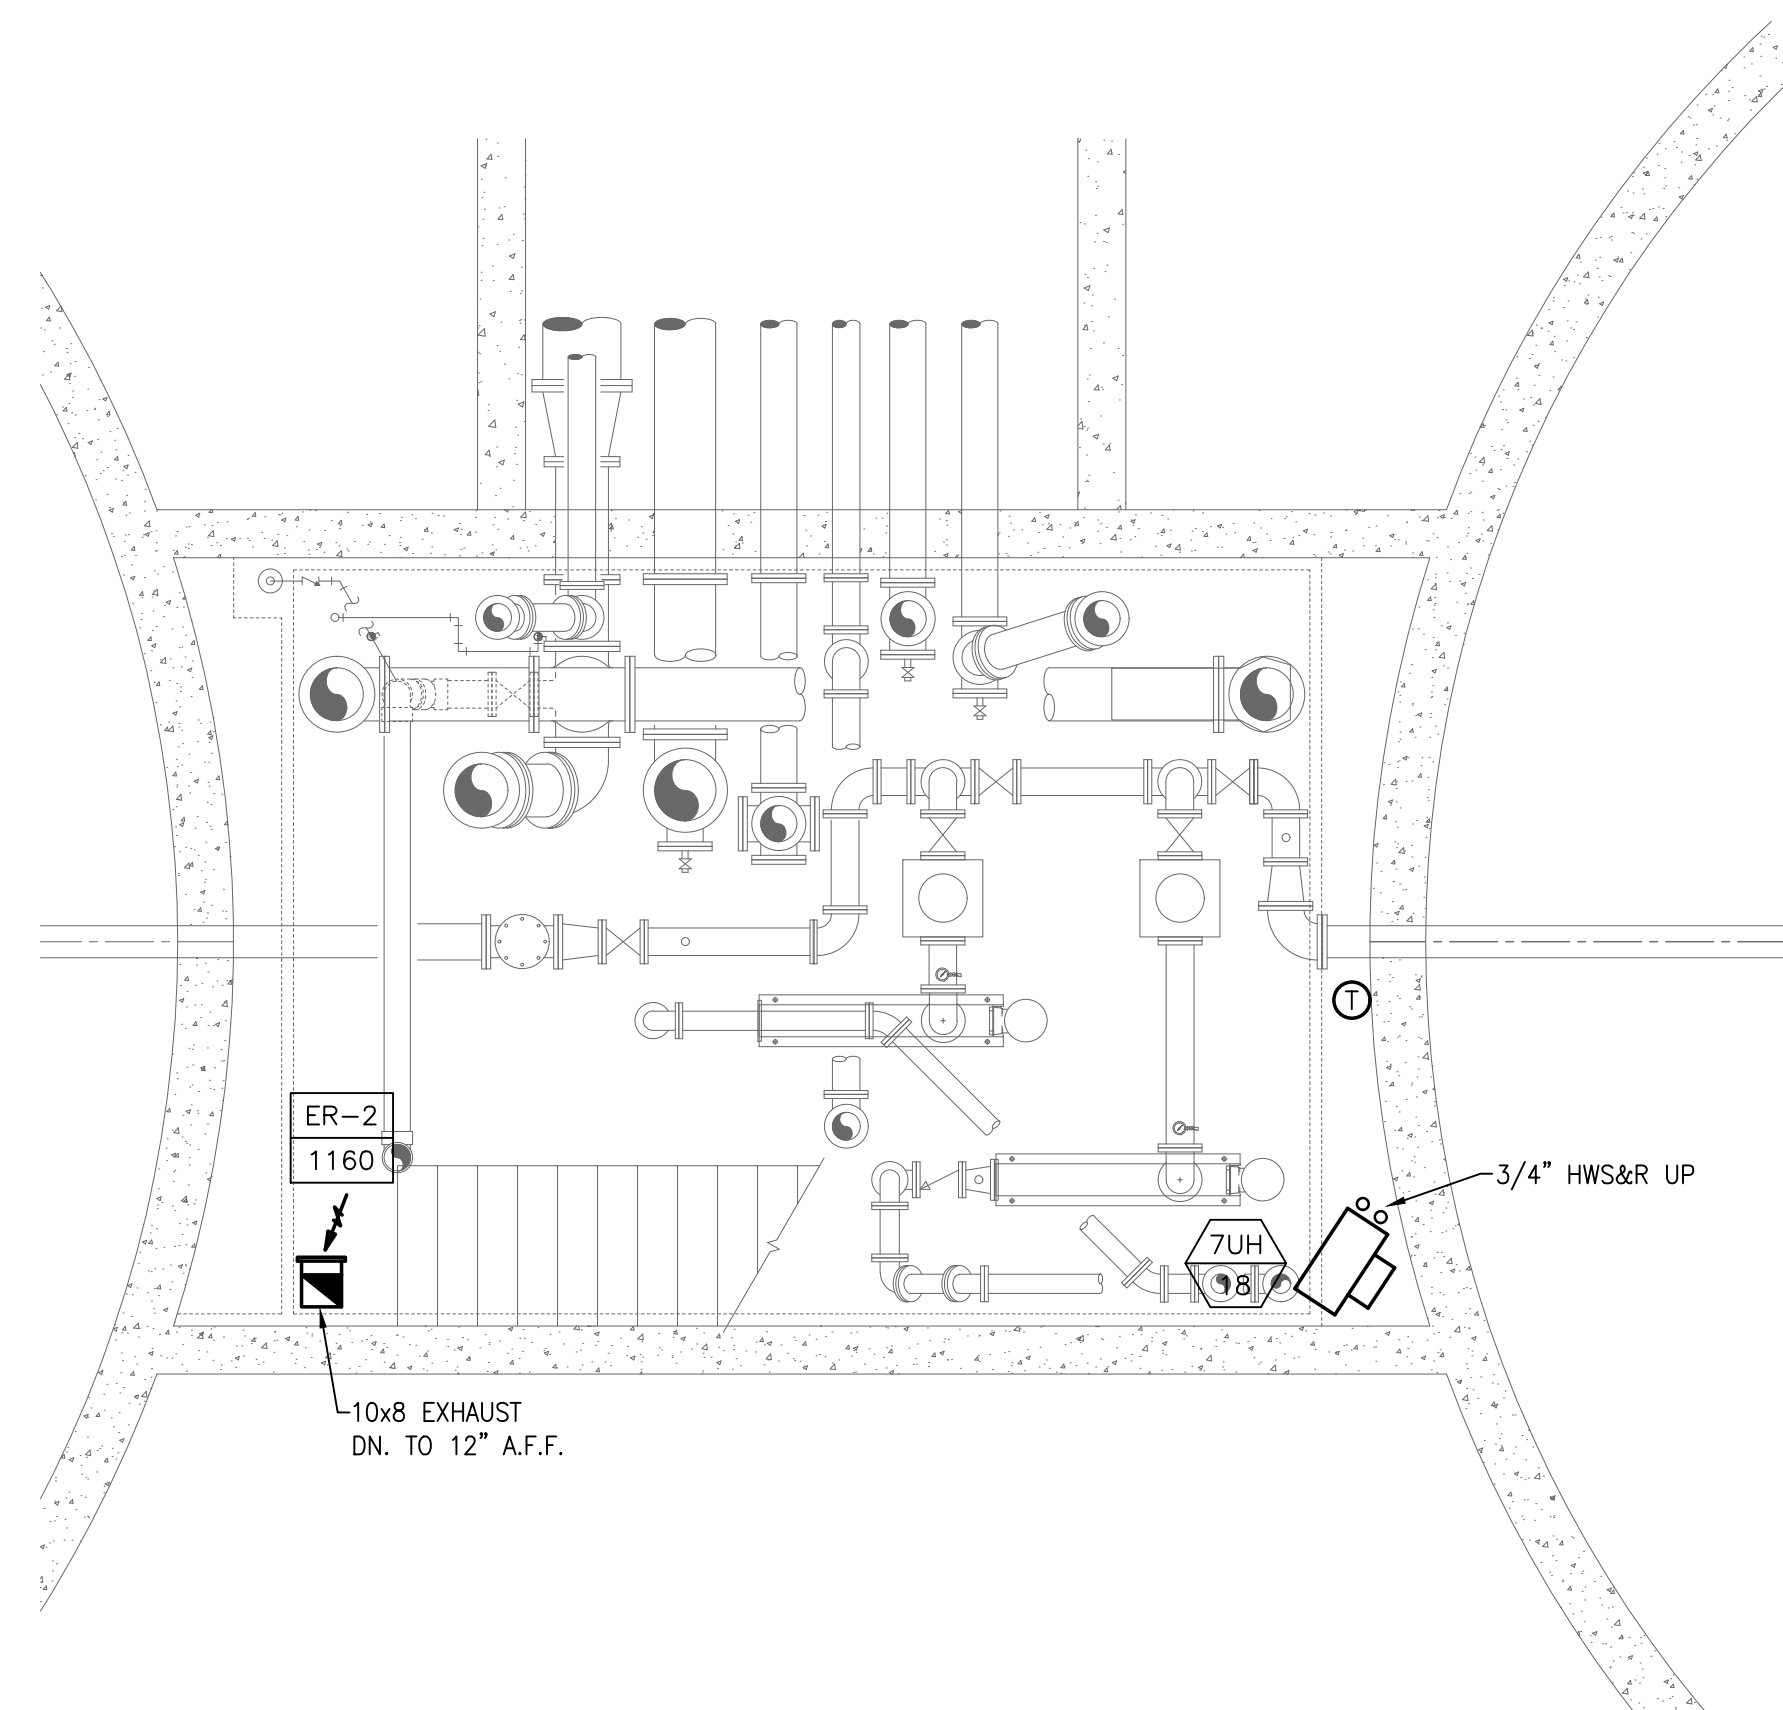 T
ER-2
1160
3/4" HWS&R UP
7UH
18
10x8 EXHAUST
DN. TO 12" A.F.F.